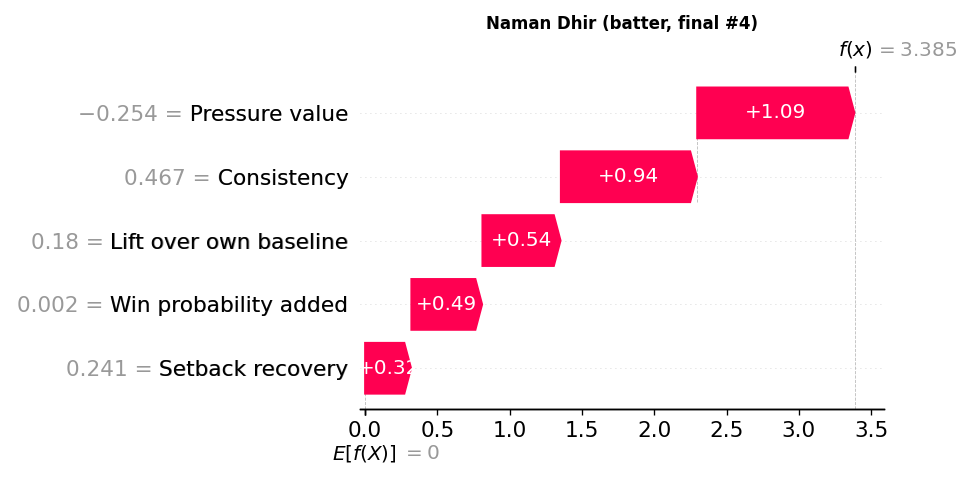 Naman Dhir (batter, final #4)
f(x) = 3.385
−0.254 = Pressure value
+1.09
0.467 = Consistency
+0.94
0.18 = Lift over own baseline
+0.54
0.002 = Win probability added
+0.49
0.241 = Setback recovery
+0.32
0.0 0.5 1.0 1.5 2.0 2.5 3.0 3.5
E[f(X)] = 0